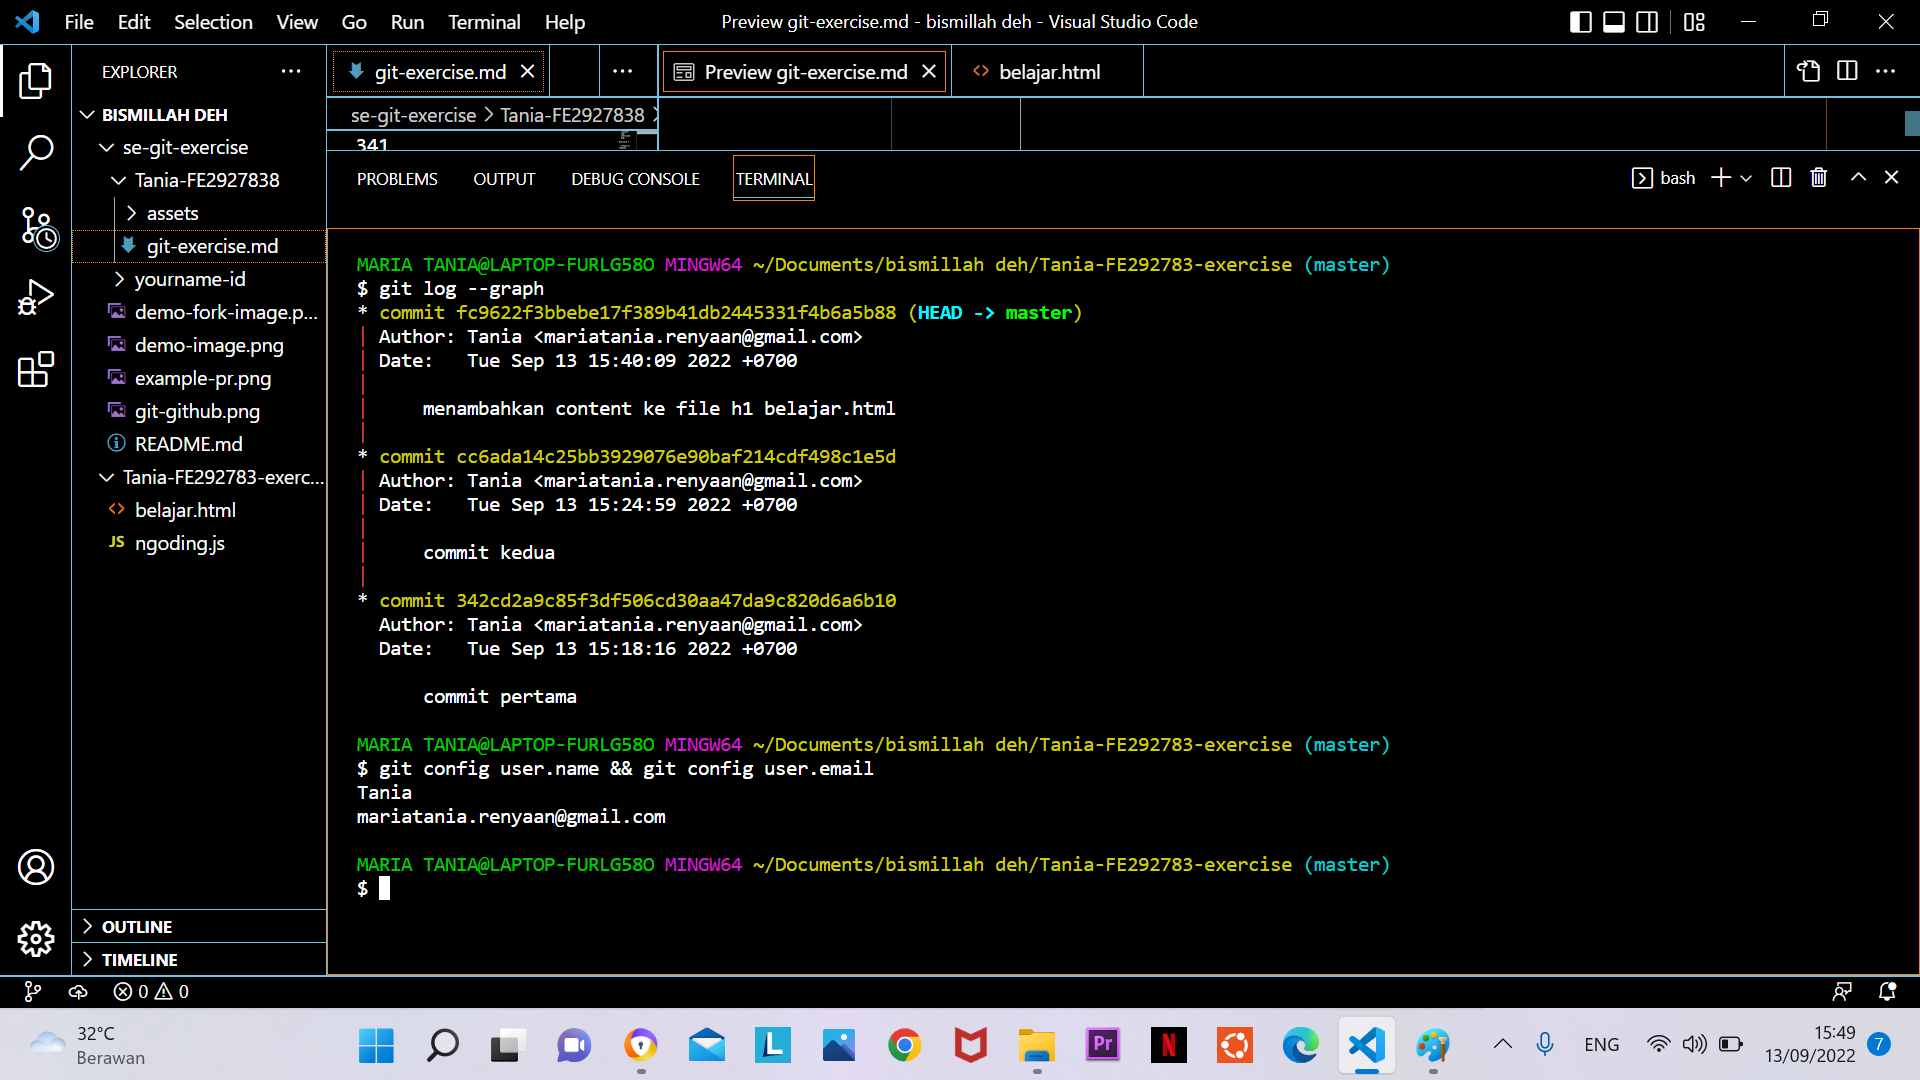 File Edit Selection View Go Run Terminal Help
Preview git-exercise.md - bismillah deh - Visual Studio Code
EXPLORER
git-exercise.md
Preview git-exercise.md
belajar.html
BISMILLAH DEH
se-git-exercise
Tania-FE2927838
assets
git-exercise.md
yourname-id
demo-fork-image.p...
demo-image.png
example-pr.png
git-github.png
README.md
Tania-FE292783-exerc...
belajar.html
JS ngoding.js
OUTLINE
TIMELINE
se-git-exercise > Tania-FE2927838 >
341
PROBLEMS OUTPUT DEBUG CONSOLE TERMINAL
bash
MARIA TANIA@LAPTOP-FURLG58O MINGW64 ~/Documents/bismillah deh/Tania-FE292783-exercise (master)
$ git log --graph
* commit fc9622f3bbebe17f389b41db2445331f4b6a5b88 (HEAD -> master)
| Author: Tania <mariatania.renyaan@gmail.com>
| Date:   Tue Sep 13 15:40:09 2022 +0700
|
|     menambahkan content ke file h1 belajar.html
|
* commit cc6ada14c25bb3929076e90baf214cdf498c1e5d
| Author: Tania <mariatania.renyaan@gmail.com>
| Date:   Tue Sep 13 15:24:59 2022 +0700
|
|     commit kedua
|
* commit 342cd2a9c85f3df506cd30aa47da9c820d6a6b10
Author: Tania <mariatania.renyaan@gmail.com>
Date:   Tue Sep 13 15:18:16 2022 +0700
commit pertama
MARIA TANIA@LAPTOP-FURLG58O MINGW64 ~/Documents/bismillah deh/Tania-FE292783-exercise (master)
$ git config user.name && git config user.email
Tania
mariatania.renyaan@gmail.com
MARIA TANIA@LAPTOP-FURLG58O MINGW64 ~/Documents/bismillah deh/Tania-FE292783-exercise (master)
$
0 0
32°C
Berawan
L
Pr
N
ENG
15:49
13/09/2022
7